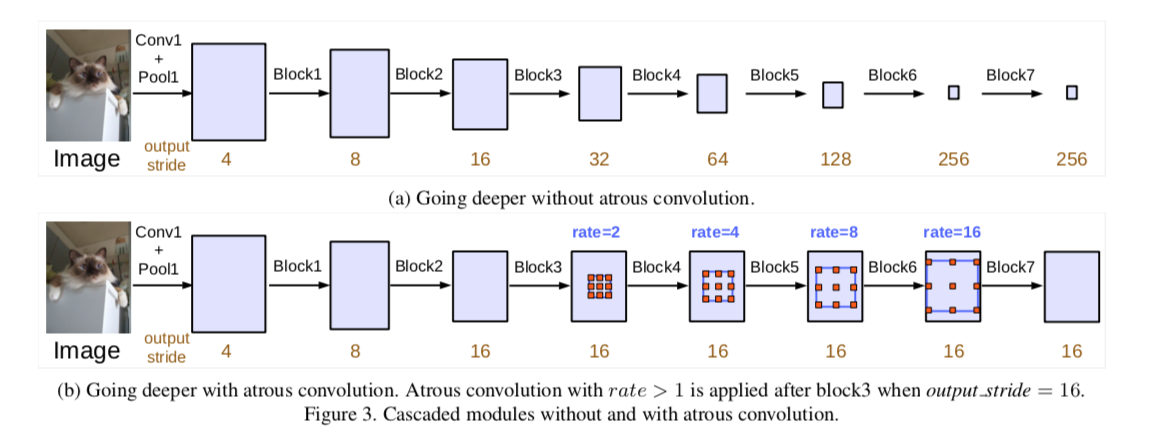 Conv1
+
Pool1
Block1
Block2
Block3
Block4
Block5
Block6
Block7
Image
output
stride
4
8
16
32
64
128
256
256
(a) Going deeper without atrous convolution.
rate=2
rate=4
rate=8
rate=16
Conv1
+
Pool1
Block1
Block2
Block3
Block4
Block5
Block6
Block7
Image
output
stride
4
8
16
16
16
16
16
16
(b) Going deeper with atrous convolution. Atrous convolution with rate > 1 is applied after block3 when output_stride = 16.
Figure 3. Cascaded modules without and with atrous convolution.